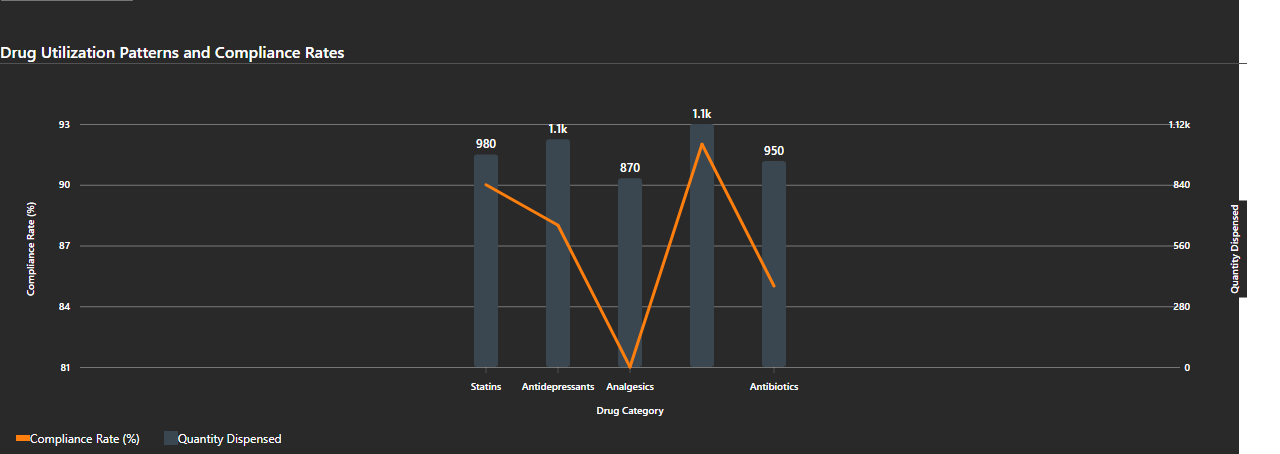 Drug Utilization Patterns and Compliance Rates
1.1k
93
1.1k
1.12k
980
950
870
90
840
Compliance Rate (%)
Quantity Dispensed
87
560
84
280
81
0
Statins
Antidepressants
Analgesics
Antibiotics
Drug Category
Compliance Rate (%)
Quantity Dispensed